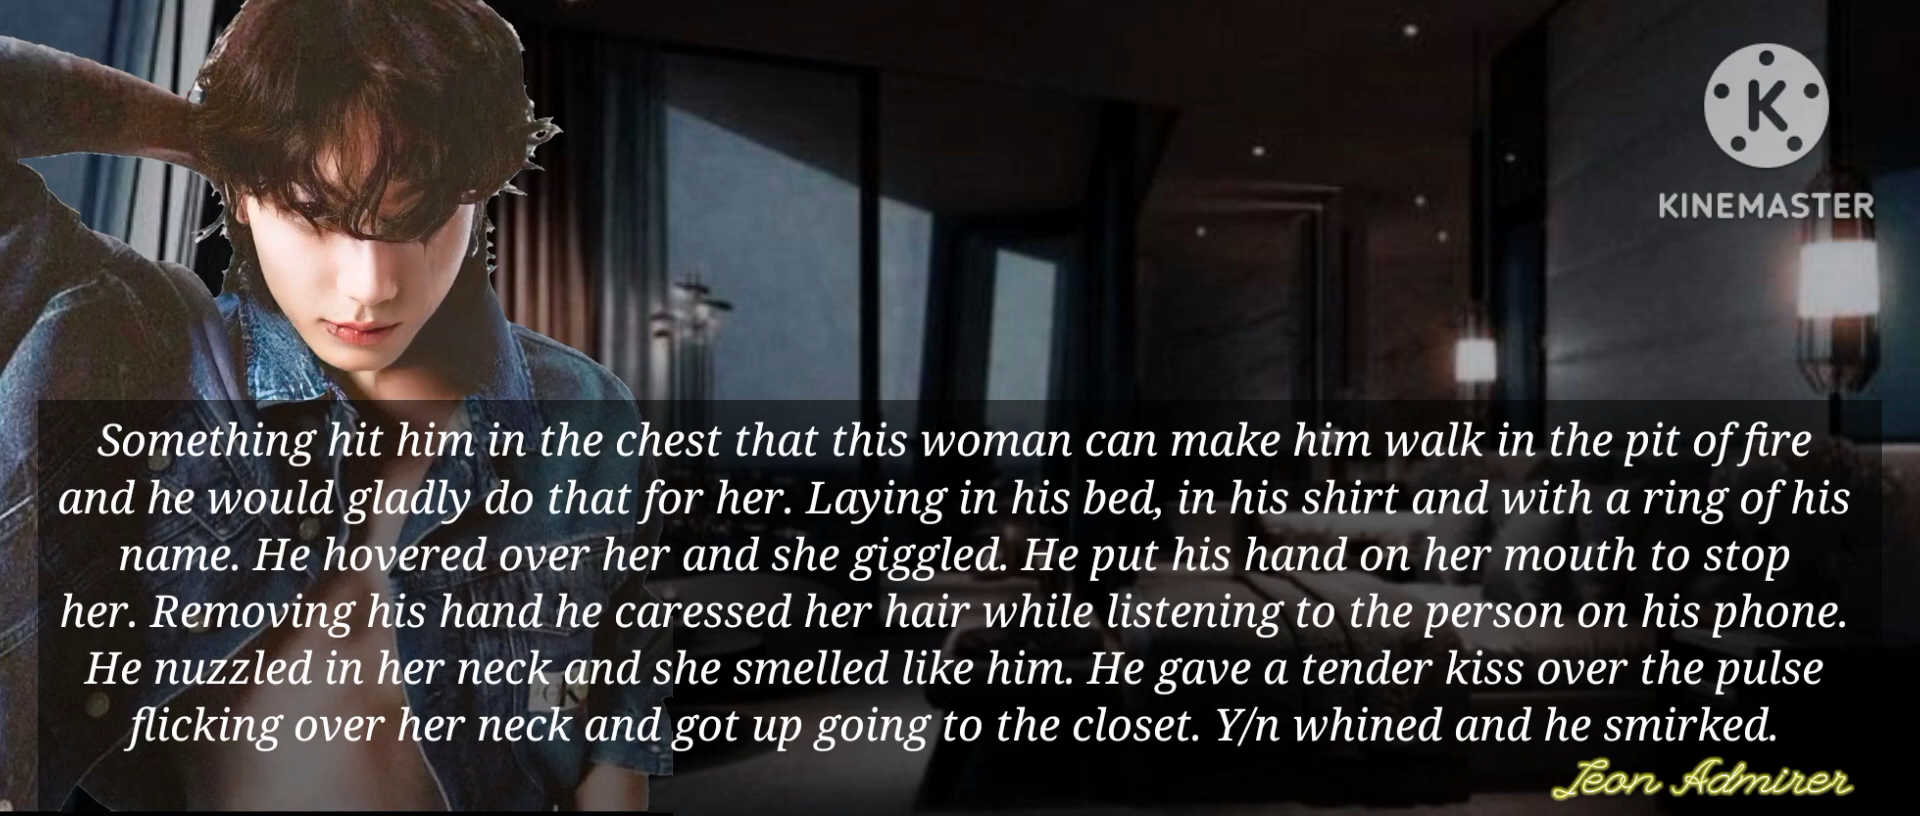 KINEMASTER
Something hit him in the chest that this woman can make him walk in the pit of fire
and he would gladly do that for her. Laying in his bed, in his shirt and with a ring of his
name. He hovered over her and she giggled. He put his hand on her mouth to stop
her. Removing his hand he caressed her hair while listening to the person on his phone.
He nuzzled in her neck and she smelled like him. He gave a tender kiss over the pulse
flicking over her neck and got up going to the closet. Y/n whined and he smirked.
Leon Admirer